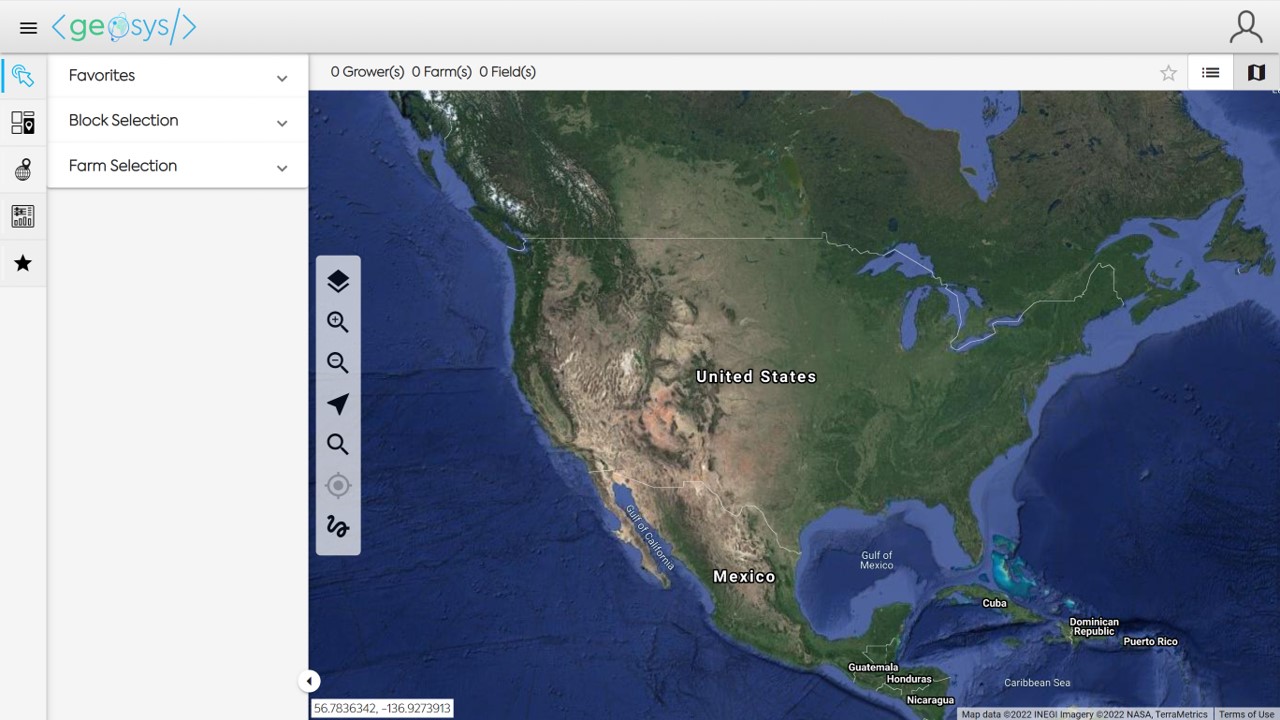 <geosys/>
Favorites
0 Grower(s) 0 Farm(s) 0 Field(s)
Block Selection
Farm Selection
United States
Gulf of California
Gulf of
Mexico
Mexico
Cuba
Dominican
Republic
Puerto Rico
Guatemala
Honduras
Caribbean Sea
Nicaragua
56.7836342, -136.9273913
Map data ©2022 INEGI Imagery ©2022 NASA, TerraMetrics
Terms of Use